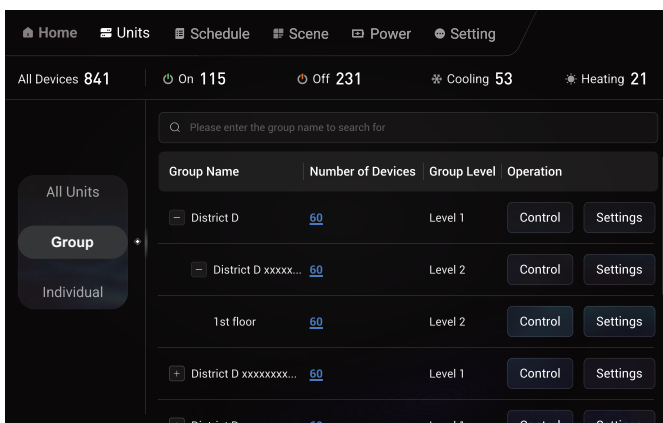 Home Units Schedule Scene Power Setting
All Devices 841 On 115 Off 231 Cooling 53 Heating 21
Please enter the group name to search for
Group Name Number of Devices Group Level Operation
All Units
Group
Individual
District D 60 Level 1 Control Settings
District D xxxxx... 60 Level 2 Control Settings
1st floor 60 Level 2 Control Settings
District D xxxxxxxx... 60 Level 1 Control Settings